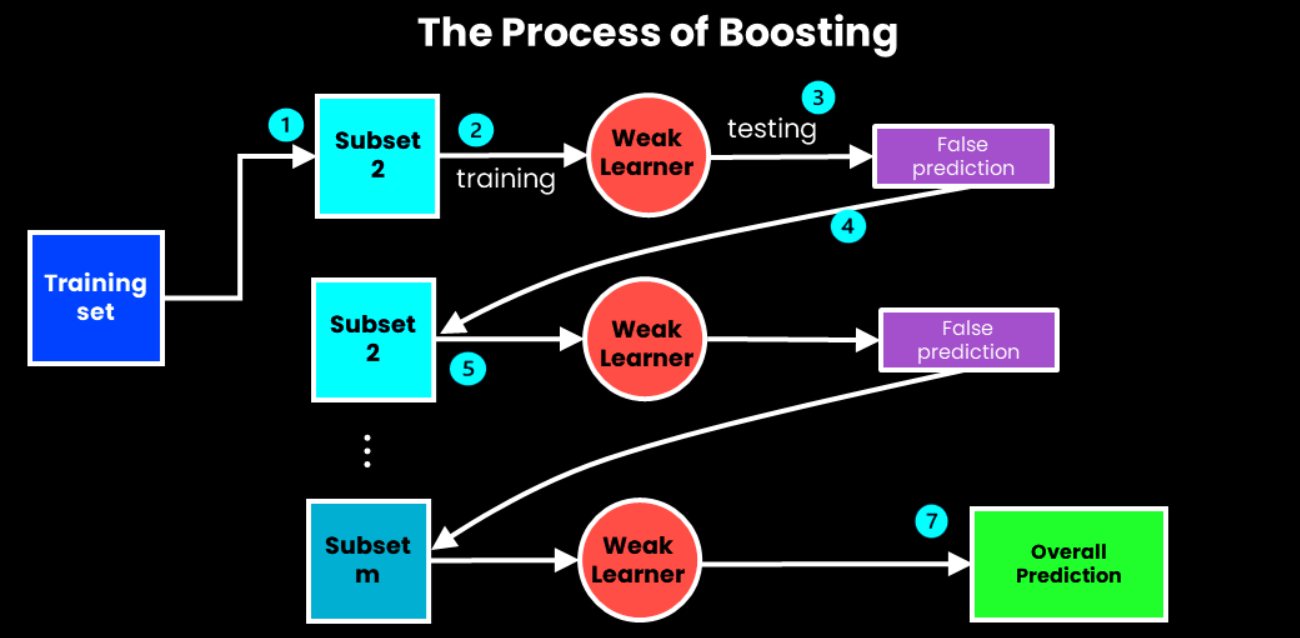 The Process of Boosting
1
Subset
2
2
training
Weak
Learner
3
testing
False
prediction
4
Training
set
Subset
2
5
Weak
Learner
False
prediction
Subset
m
Weak
Learner
7
Overall
Prediction